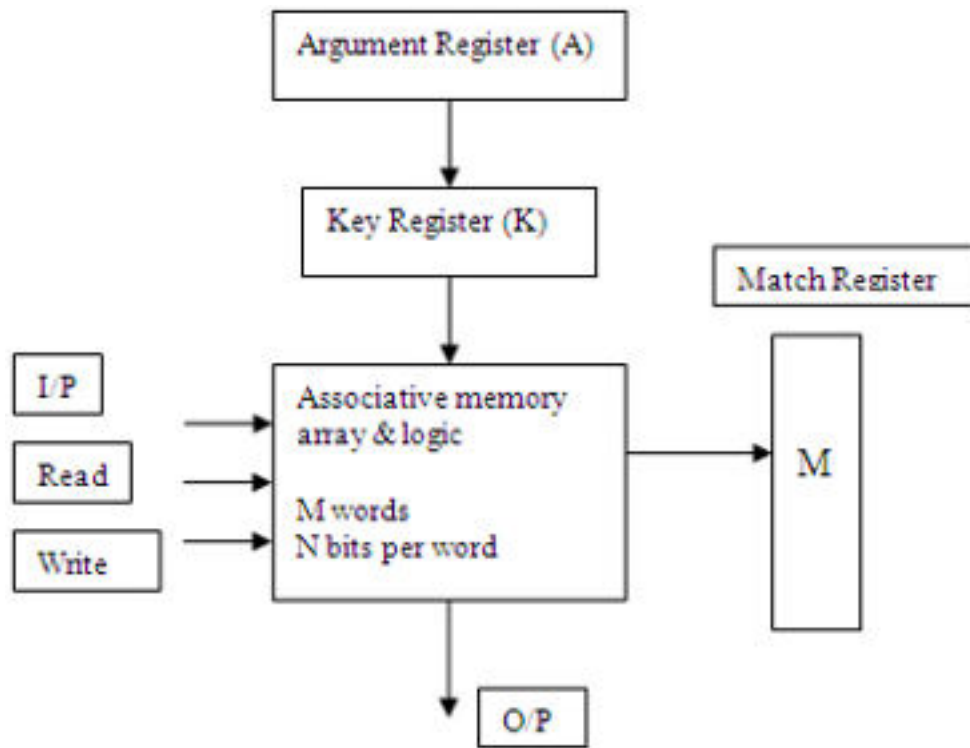 Argument Register (A)
Key Register (K)
Match Register
I/P
Read
Write
Associative memory
array & logic
M words
N bits per word
M
O/P